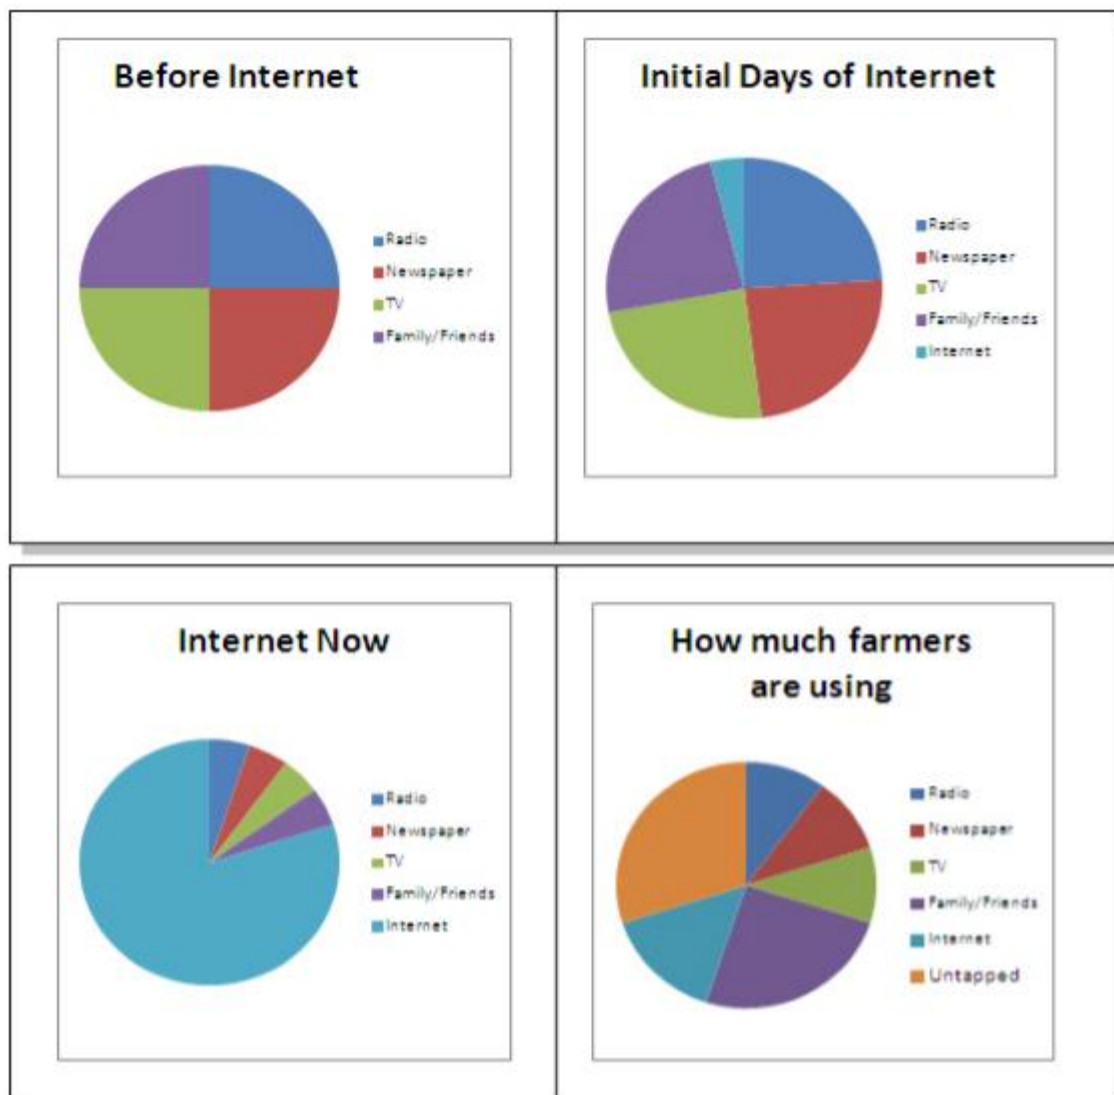 Before Internet
Radio
Newspaper
TV
Family/Friends
Initial Days of Internet
Radio
Newspaper
TV
Family/Friends
Internet
Internet Now
Radio
Newspaper
TV
Family/Friends
Internet
How much farmers
are using
Radio
Newspaper
TV
Family/Friends
Internet
Untapped